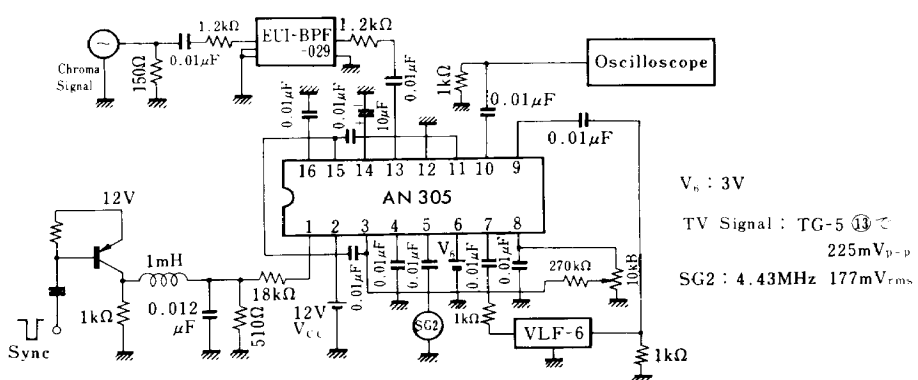 1.2kΩ
EUI-BPF
-029
1.2kΩ
0.01μF
Chroma
Signal
150Ω
0.01μF
0.01μF
0.01μF
10μF
1kΩ
0.01μF
Oscilloscope
0.01μF
16 15 14 13 12 11 10 9
AN 305
1 2 3 4 5 6 7 8
12V
1mH
18kΩ
1kΩ
0.012
μF
510Ω
Sync
12V
VCC
0.01μF
0.01μF
0.01μF
V6
0.01μF
0.01μF
SG2
1kΩ
270kΩ
10kB
VLF-6
1kΩ
V6 : 3V
TV Signal : TG-5 ⑬で
225mVp-p
SG2 : 4.43MHz 177mVrms